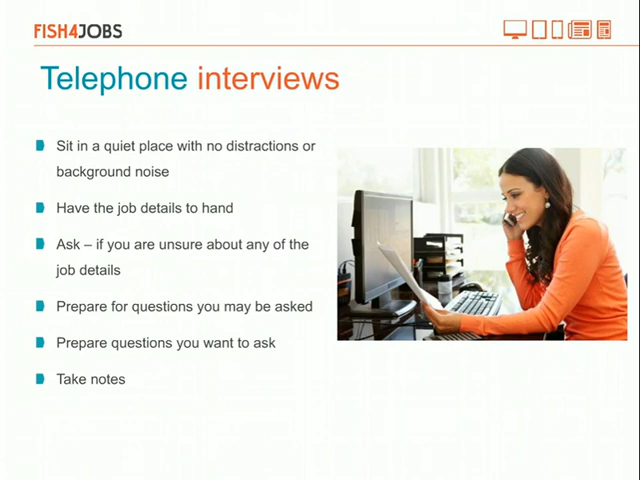 FISH4JOBS
Telephone interviews
Sit in a quiet place with no distractions or
background noise
Have the job details to hand
Ask – if you are unsure about any of the
job details
Prepare for questions you may be asked
Prepare questions you want to ask
Take notes